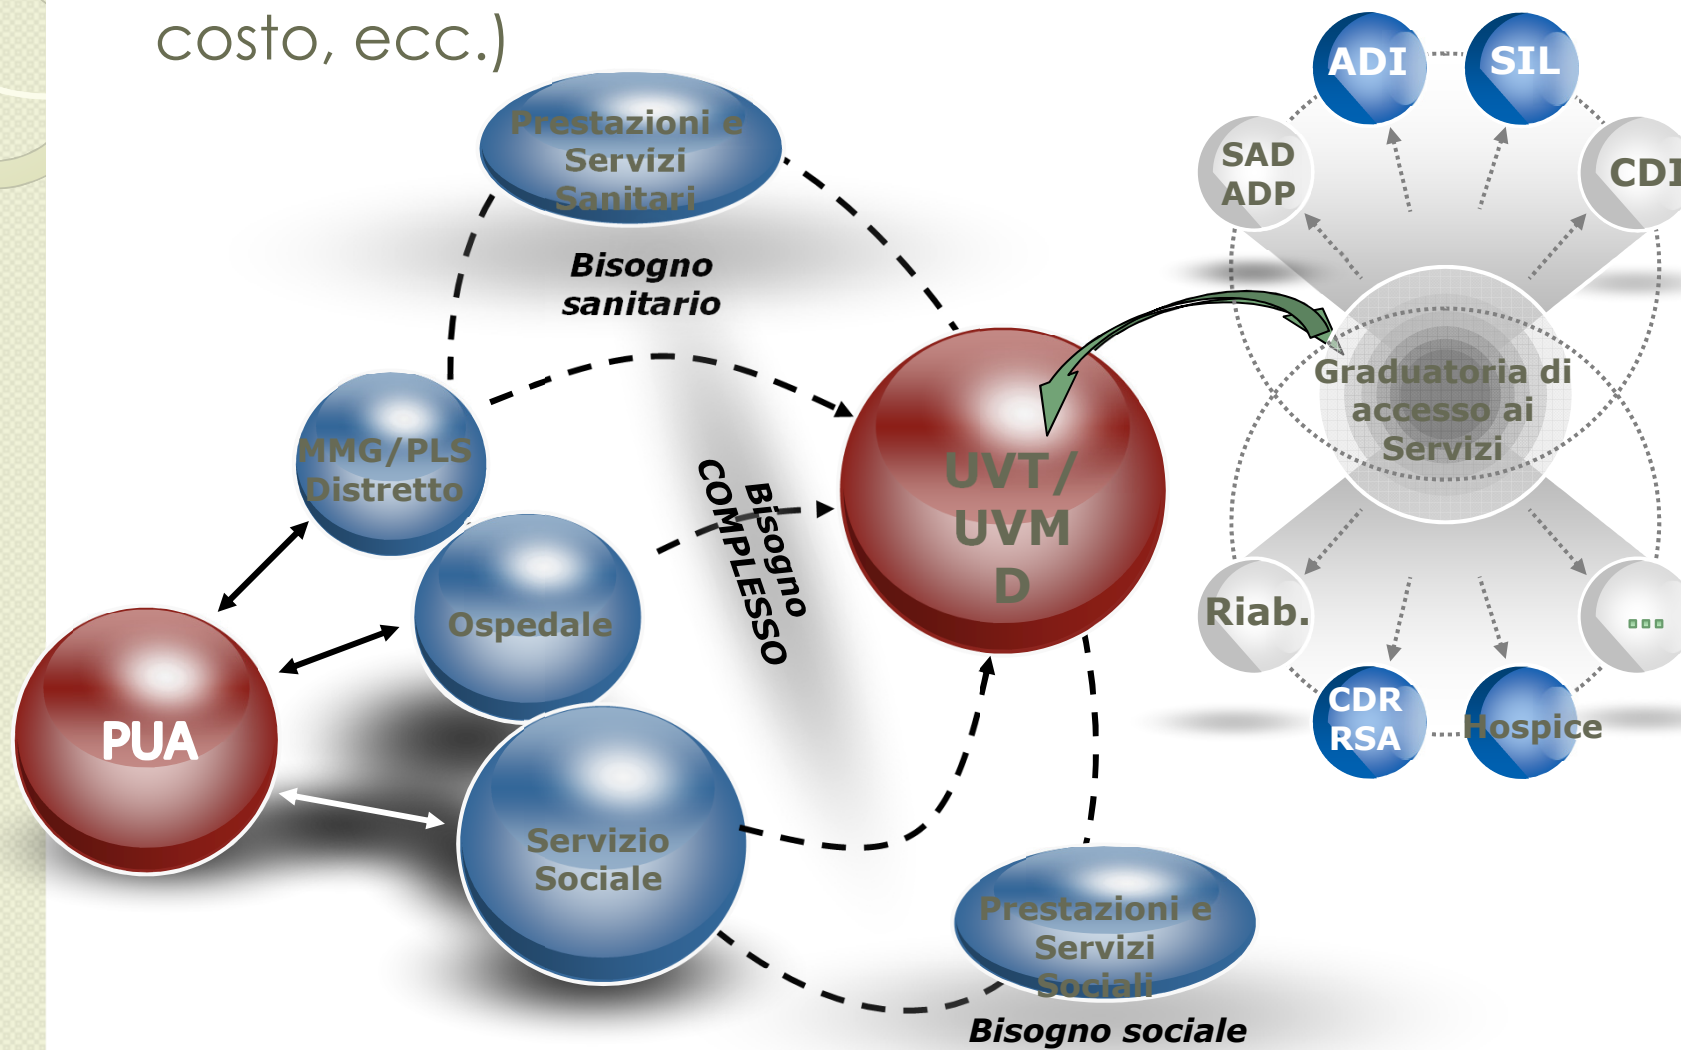 costo, ecc.)
Prestazioni e
Servizi
Sanitari
Bisogno
sanitario
MMG/PLS
Distretto
Ospedale
PUA
Servizio
Sociale
Bisogno
COMPLESSO
UVT/
UVM
D
Prestazioni e
Servizi
Sociali
Bisogno sociale
ADI
SIL
SAD
ADP
CDI
Graduatoria di
accesso ai
Servizi
Riab.
...
CDR
RSA
Hospice